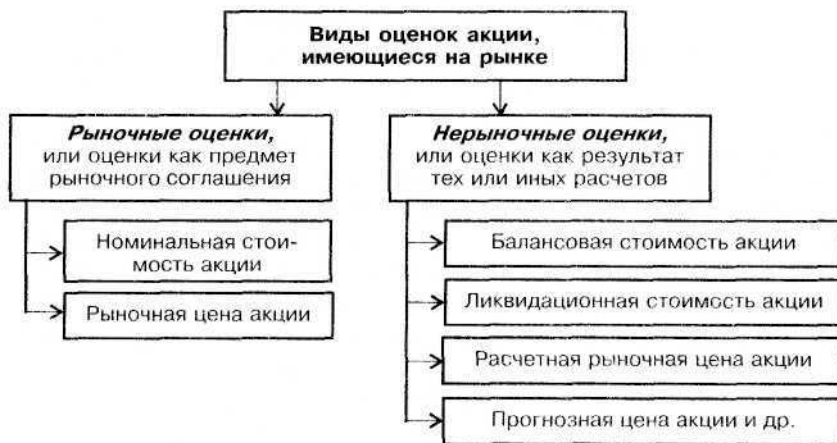 Виды оценок акции,
имеющиеся на рынке
Рыночные оценки,
или оценки как предмет
рыночного соглашения
Номинальная стои-
мость акции
Рыночная цена акции
Нерыночные оценки,
или оценки как результат
тех или иных расчетов
Балансовая стоимость акции
Ликвидационная стоимость акции
Расчетная рыночная цена акции
Прогнозная цена акции и др.